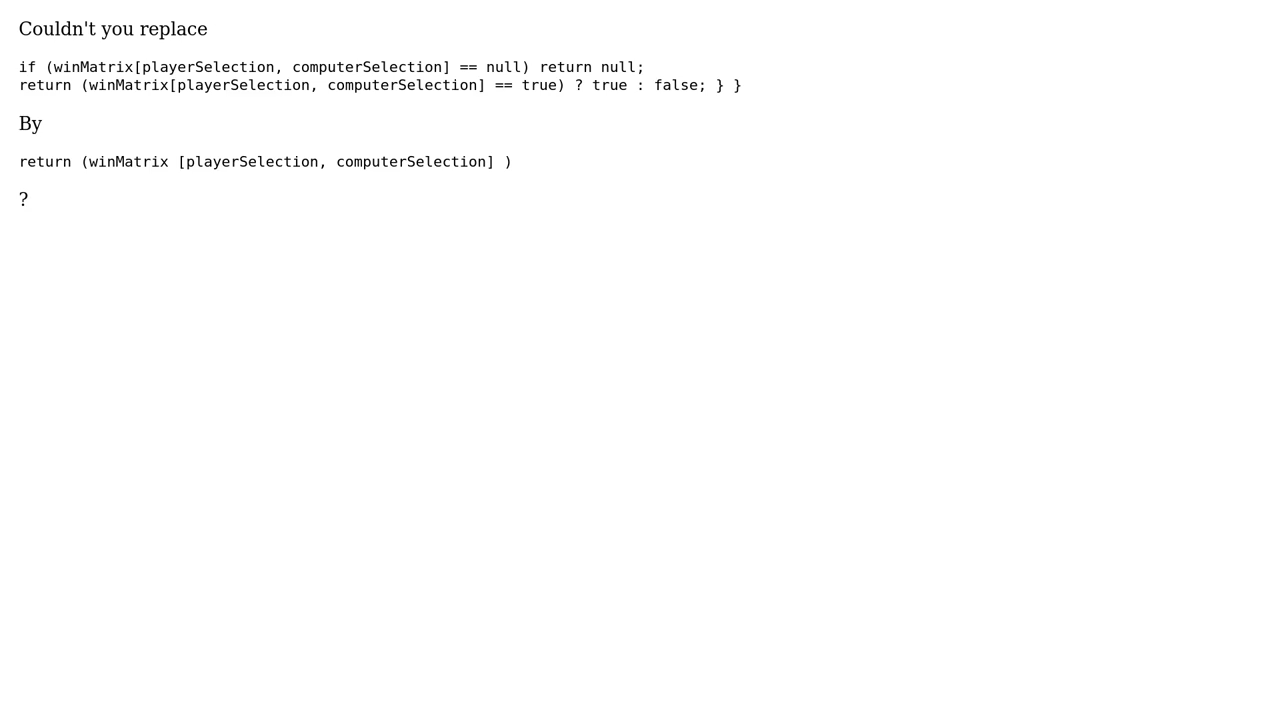 Couldn't you replace
if (winMatrix[playerSelection, computerSelection] == null) return null;
return (winMatrix[playerSelection, computerSelection] == true) ? true : false; } }
By
return (winMatrix [playerSelection, computerSelection] )
?